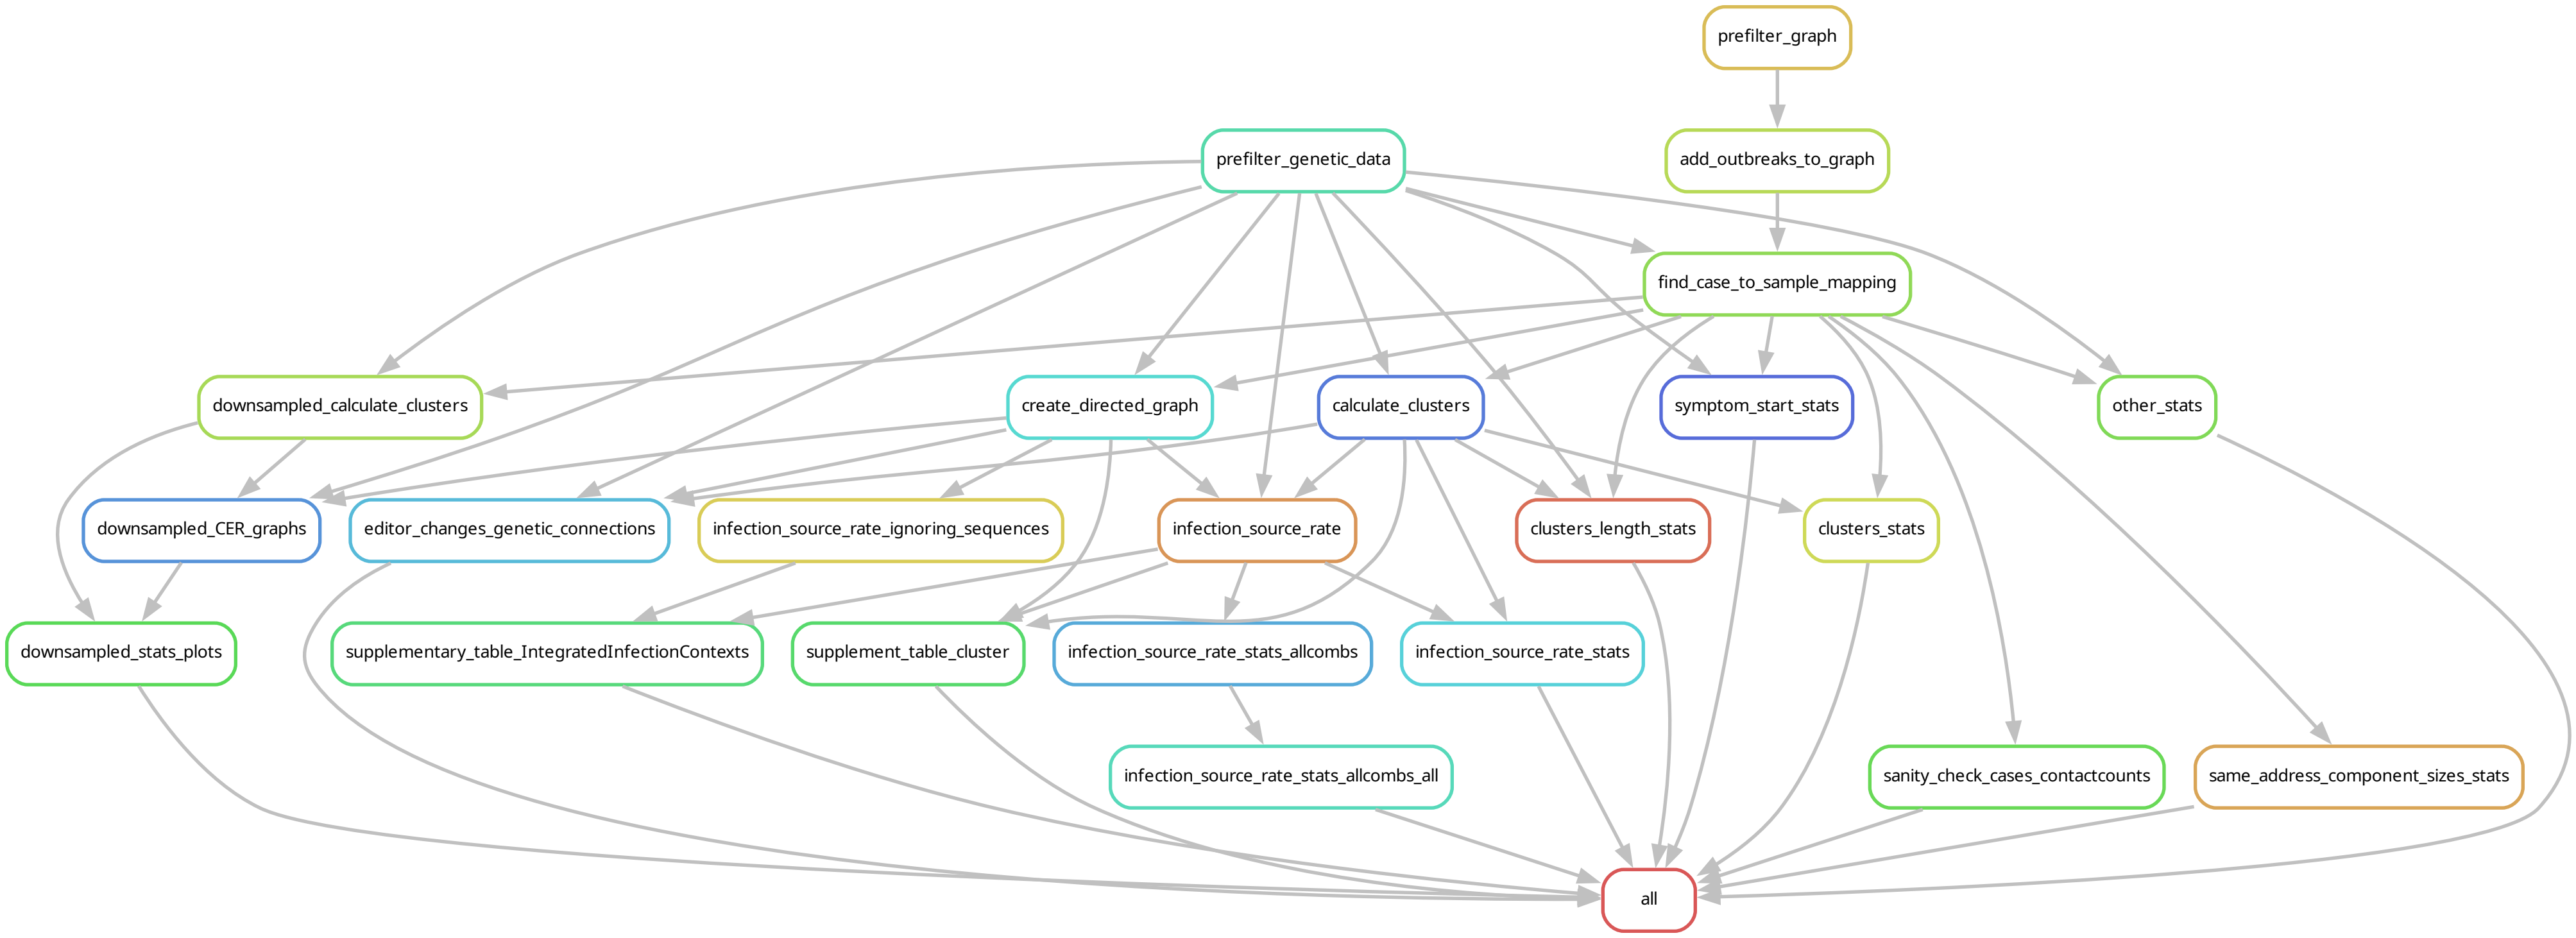 prefilter_graph
prefilter_genetic_data
add_outbreaks_to_graph
find_case_to_sample_mapping
downsampled_calculate_clusters
create_directed_graph
calculate_clusters
symptom_start_stats
other_stats
downsampled_CER_graphs
editor_changes_genetic_connections
infection_source_rate_ignoring_sequences
infection_source_rate
clusters_length_stats
clusters_stats
downsampled_stats_plots
supplementary_table_IntegratedInfectionContexts
supplement_table_cluster
infection_source_rate_stats_allcombs
infection_source_rate_stats
infection_source_rate_stats_allcombs_all
sanity_check_cases_contactcounts
same_address_component_sizes_stats
all